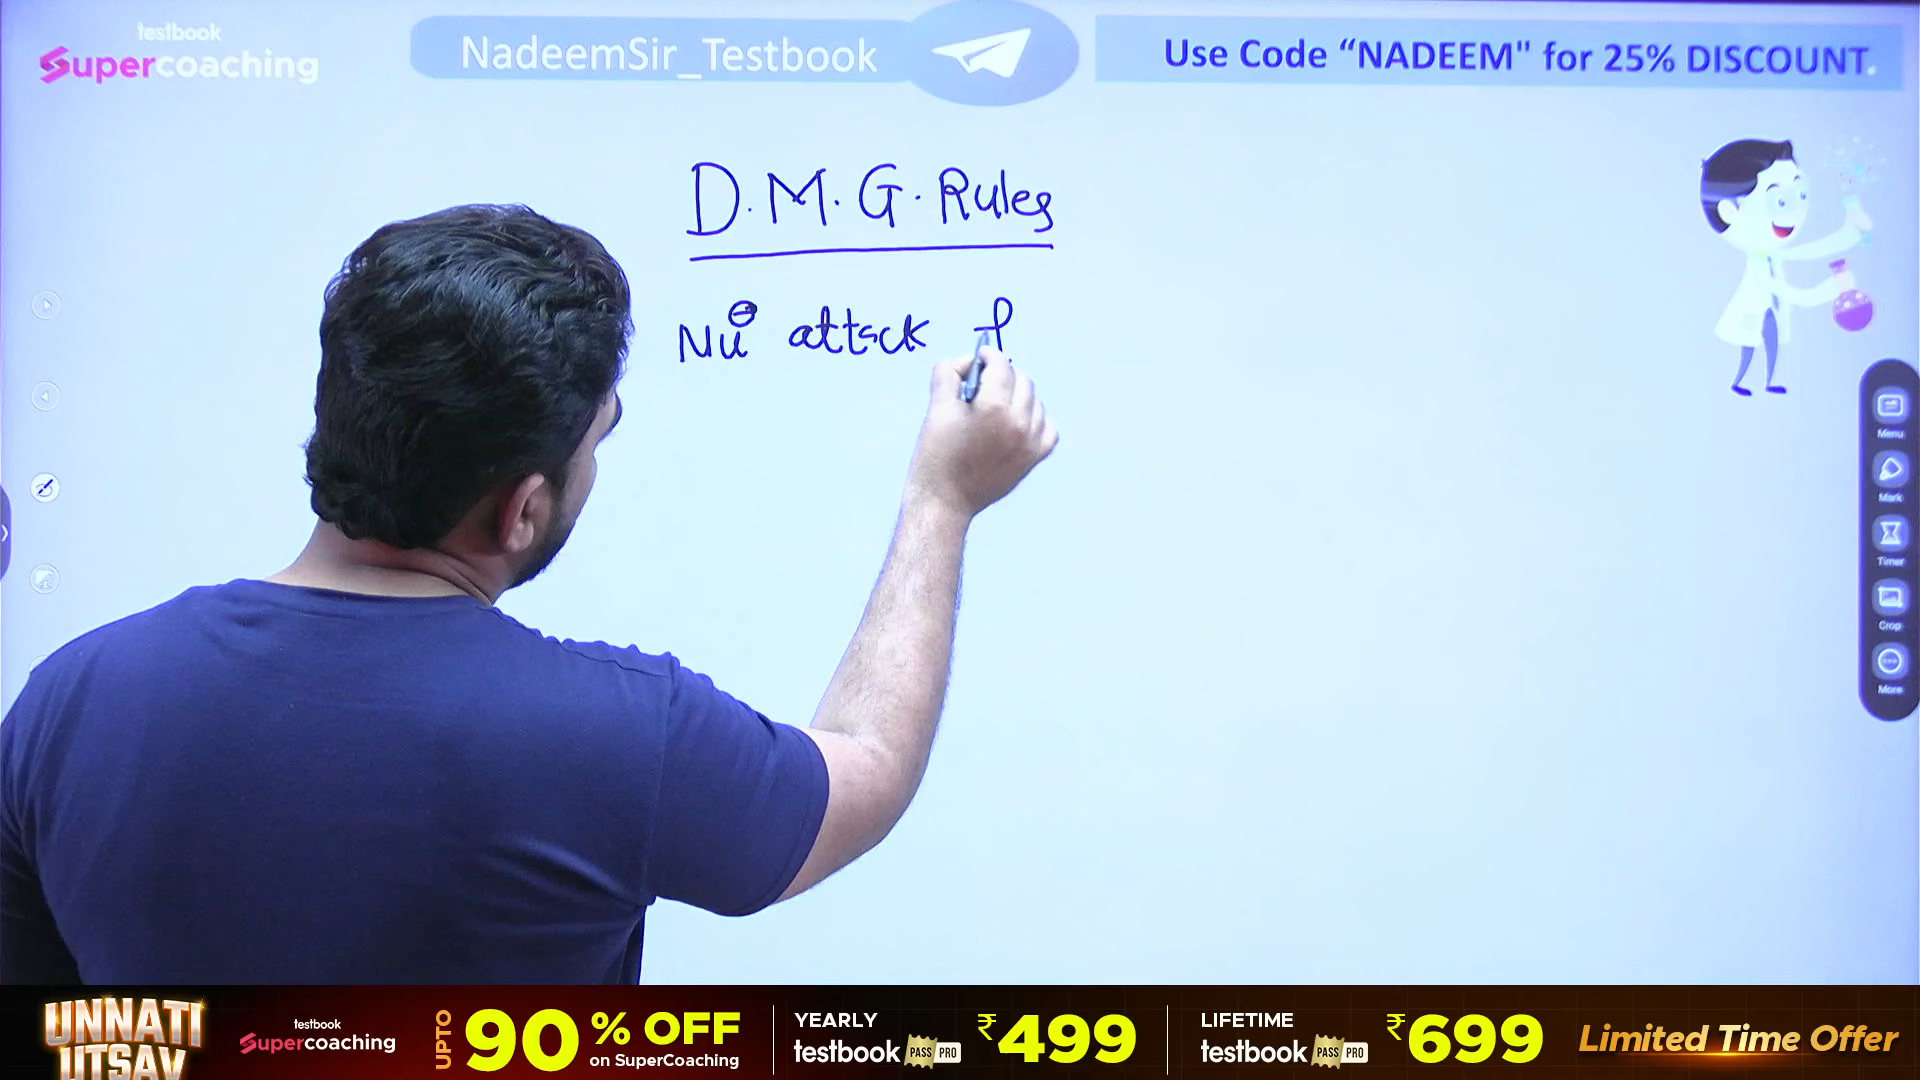 testbook
Supercoaching
NadeemSir_Testbook
Use Code “NADEEM" for 25% DISCOUNT.
D.M.G. Rules
Nu⊖ attack
Menu
Mark
Timer
Crop
More
UNNATI
UTSAV
testbook
Supercoaching
UPTO
90% OFF
on SuperCoaching
YEARLY
testbook PASS PRO
₹499
LIFETIME
testbook PASS PRO
₹699
Limited Time Offer